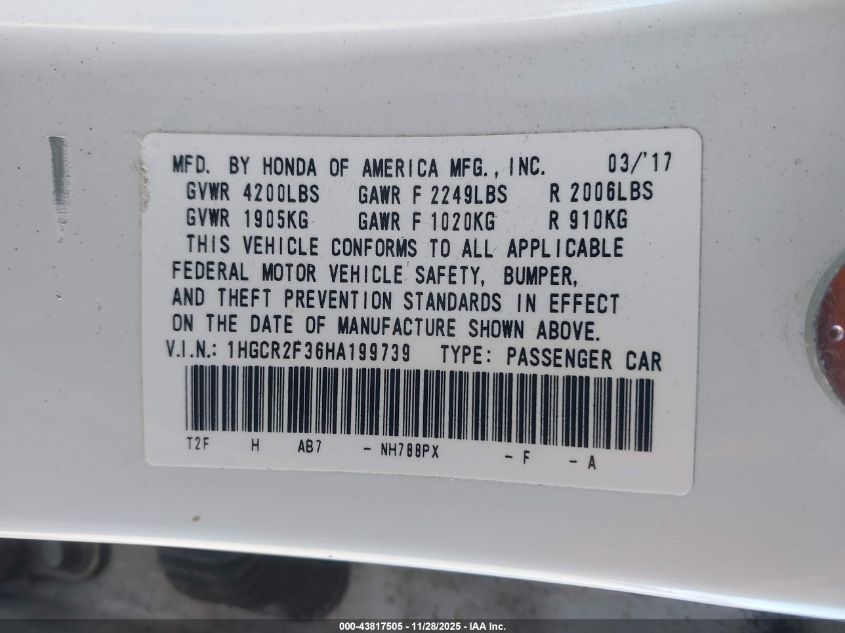 MFD. BY HONDA OF AMERICA MFG., INC. 03/'17
GVWR 4200LBS GAWR F 2249LBS R 2006LBS
GVWR 1905KG GAWR F 1020KG R 910KG
THIS VEHICLE CONFORMS TO ALL APPLICABLE
FEDERAL MOTOR VEHICLE SAFETY, BUMPER,
AND THEFT PREVENTION STANDARDS IN EFFECT
ON THE DATE OF MANUFACTURE SHOWN ABOVE.
V.I.N.: 1HGCR2F36HA199739 TYPE: PASSENGER CAR
T2F H AB7 - NH788PX - F - A
000-43817505 - 11/28/2025 - IAA Inc.